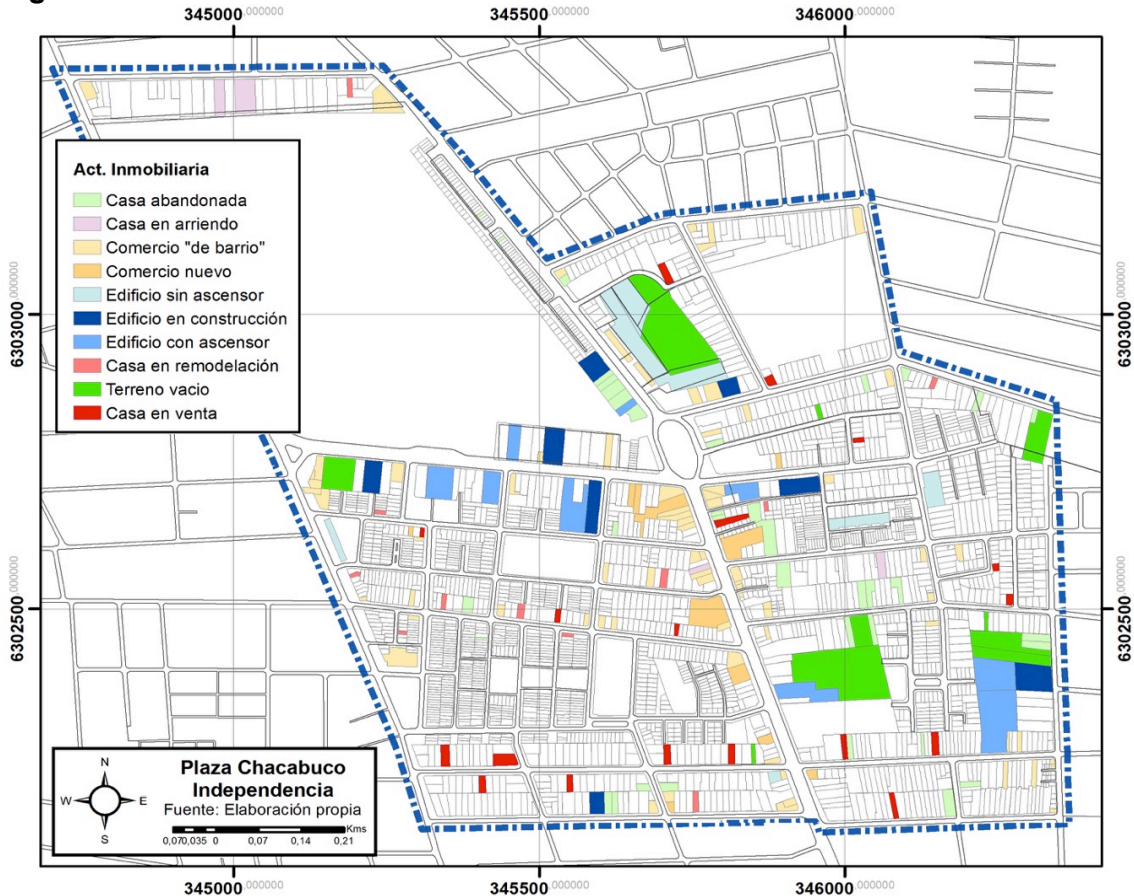 345000,000000 345500,000000 346000,000000
6303000,000000
6302500,000000
Act. Inmobiliaria
Casa abandonada
Casa en arriendo
Comercio "de barrio"
Comercio nuevo
Edificio sin ascensor
Edificio en construcción
Edificio con ascensor
Casa en remodelación
Terreno vacio
Casa en venta
6303000,000000
6302500,000000
N
W E
S
Plaza Chacabuco
Independencia
Fuente: Elaboración propia
Kms
0,070,035 0 0,07 0,14 0,21
345000,000000 345500,000000 346000,000000